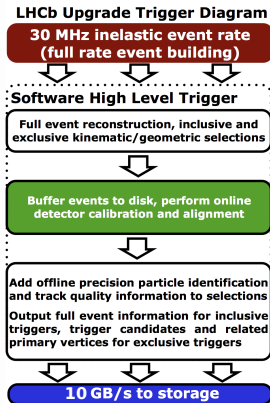 LHCb Upgrade Trigger Diagram
30 MHz inelastic event rate
(full rate event building)
Software High Level Trigger
Full event reconstruction, inclusive and
exclusive kinematic/geometric selections
Buffer events to disk, perform online
detector calibration and alignment
Add offline precision particle identification
and track quality information to selections
Output full event information for inclusive
triggers, trigger candidates and related
primary vertices for exclusive triggers
10 GB/s to storage